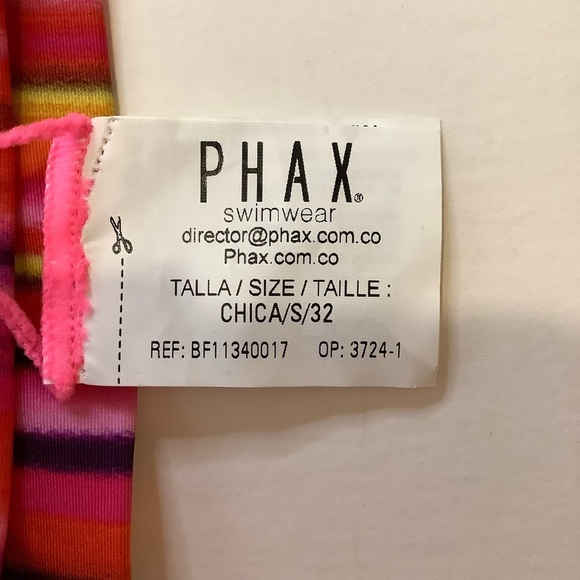 PHAX®
swimwear
director@phax.com.co
Phax.com.co
TALLA / SIZE / TAILLE :
CHICA/S/32
REF: BF11340017 OP: 3724-1